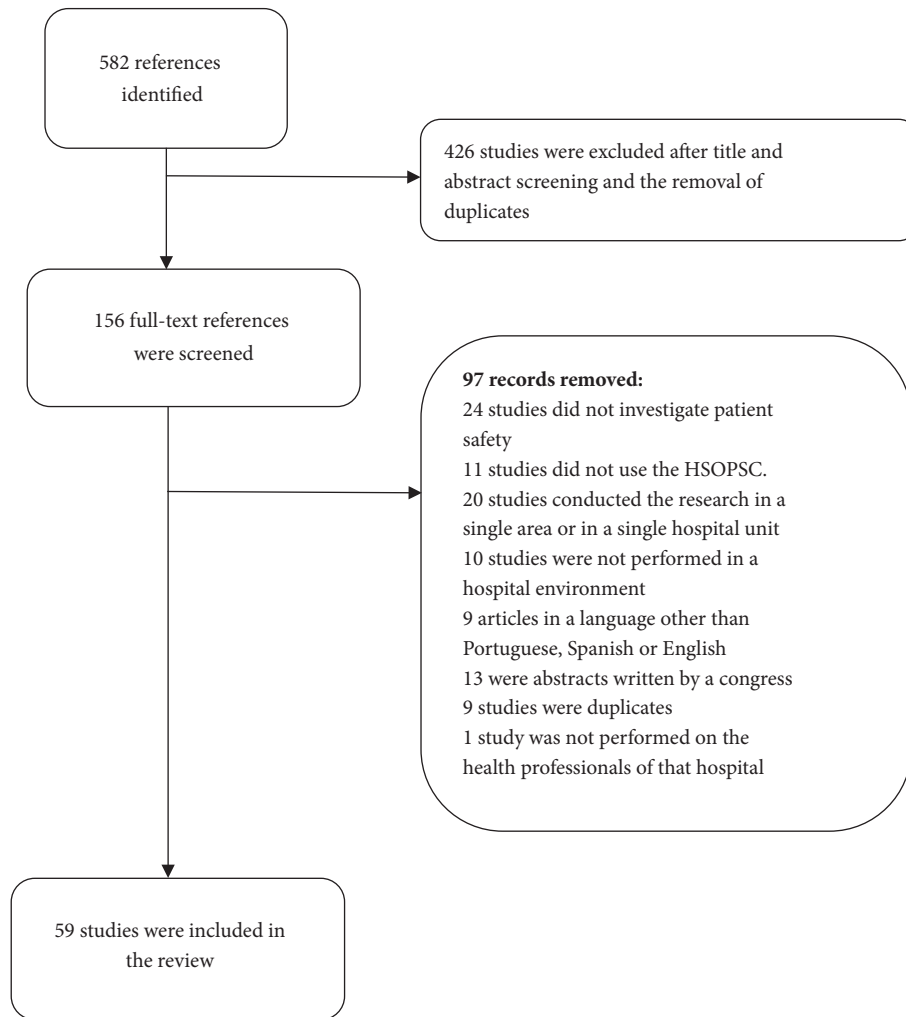 582 references
identified
426 studies were excluded after title and
abstract screening and the removal of
duplicates
156 full-text references
were screened
97 records removed:
24 studies did not investigate patient
safety
11 studies did not use the HSOPSC.
20 studies conducted the research in a
single area or in a single hospital unit
10 studies were not performed in a
hospital environment
9 articles in a language other than
Portuguese, Spanish or English
13 were abstracts written by a congress
9 studies were duplicates
1 study was not performed on the
health professionals of that hospital
59 studies were included in
the review